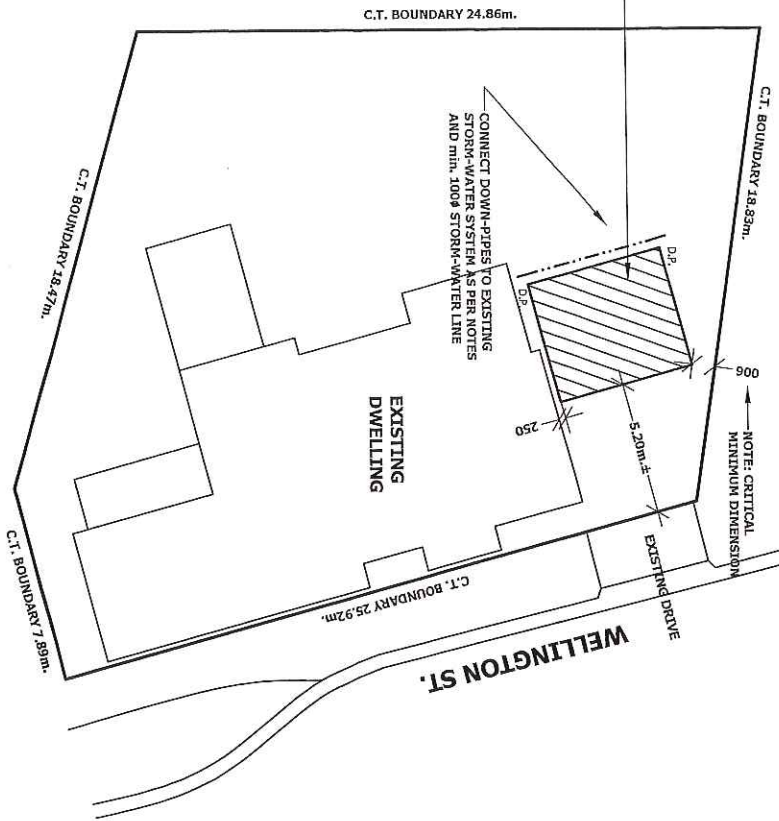 C.T. BOUNDARY 24.86m.
C.T. BOUNDARY 18.83m.
C.T. BOUNDARY 18.47m.
CONNECT DOWN-PIPES TO EXISTING
STORM-WATER SYSTEM AS PER NOTES
AND min. 100ø STORM-WATER LINE
D.P.
D.P.
900
NOTE: CRITICAL
MINIMUM DIMENSION
250
5.20m.±
EXISTING
DWELLING
EXISTING DRIVE
C.T. BOUNDARY 25.92m.
WELLINGTON ST.
C.T. BOUNDARY 7.89m.